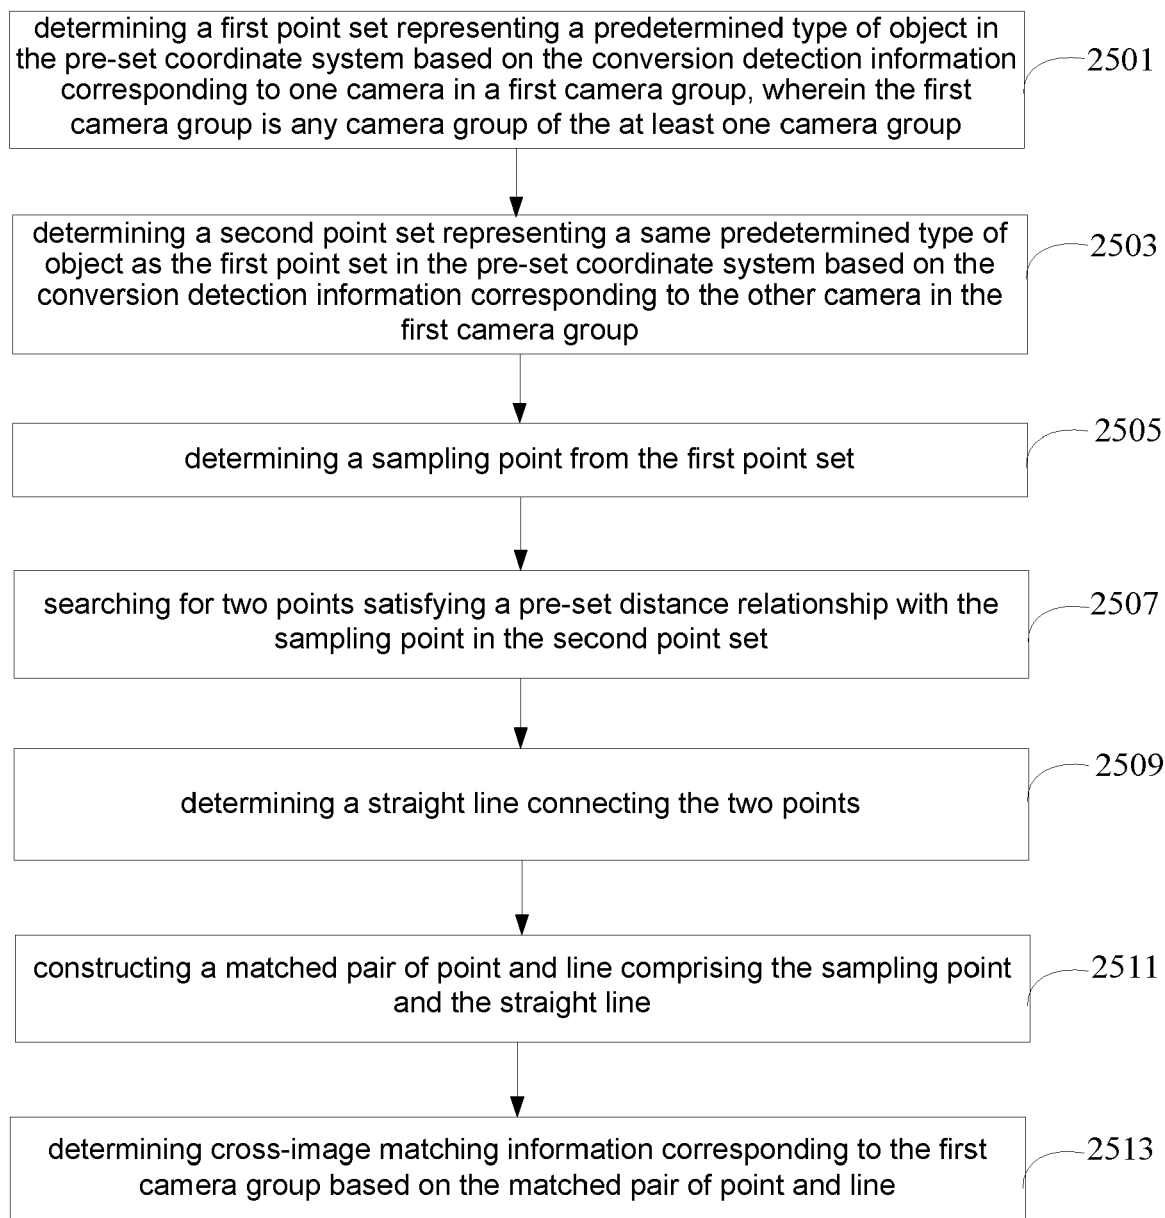 determining a first point set representing a predetermined type of object in
the pre-set coordinate system based on the conversion detection information
corresponding to one camera in a first camera group, wherein the first
camera group is any camera group of the at least one camera group
2501
determining a second point set representing a same predetermined type of
object as the first point set in the pre-set coordinate system based on the
conversion detection information corresponding to the other camera in the
first camera group
2503
determining a sampling point from the first point set
2505
searching for two points satisfying a pre-set distance relationship with the
sampling point in the second point set
2507
determining a straight line connecting the two points
2509
constructing a matched pair of point and line comprising the sampling point
and the straight line
2511
determining cross-image matching information corresponding to the first
camera group based on the matched pair of point and line
2513